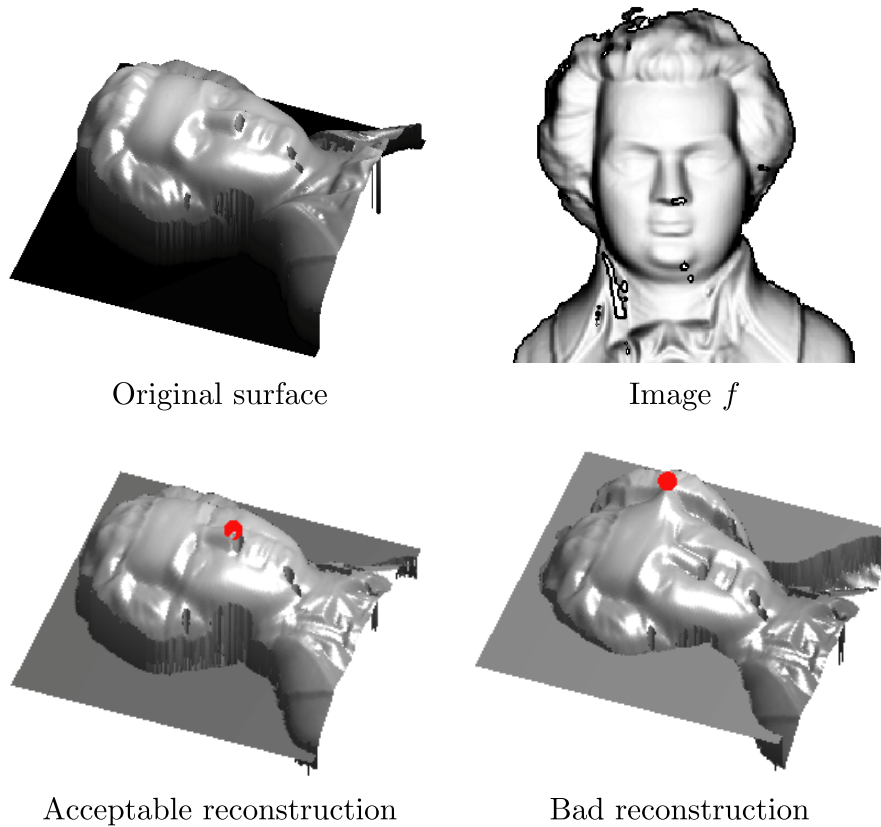 Original surface
Image f
Acceptable reconstruction
Bad reconstruction